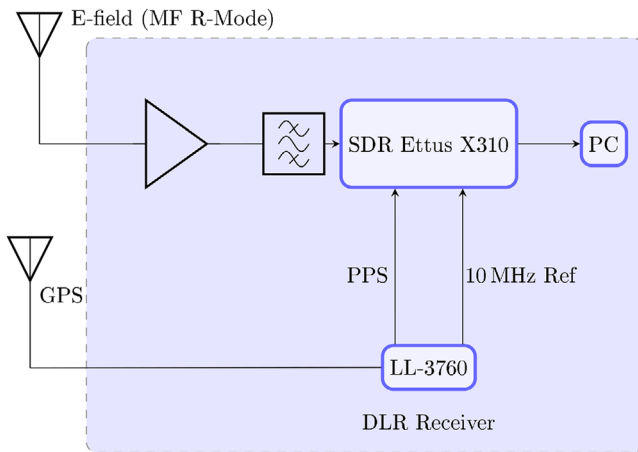 E-field (MF R-Mode)
SDR Ettus X310
PC
PPS
10 MHz Ref
GPS
LL-3760
DLR Receiver